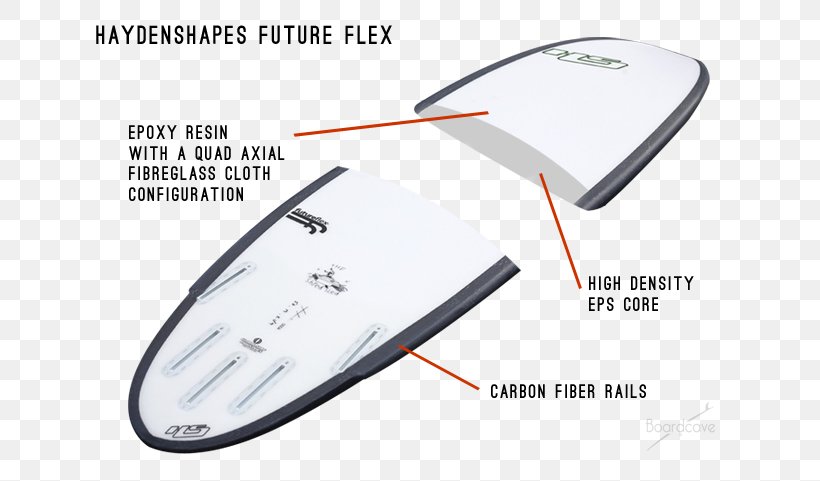 HAYDENSHAPES FUTURE FLEX
EPOXY RESIN
WITH A QUAD AXIAL
FIBREGLASS CLOTH
CONFIGURATION
futureflex
HIGH DENSITY
EPS CORE
CARBON FIBER RAILS
Boardcave